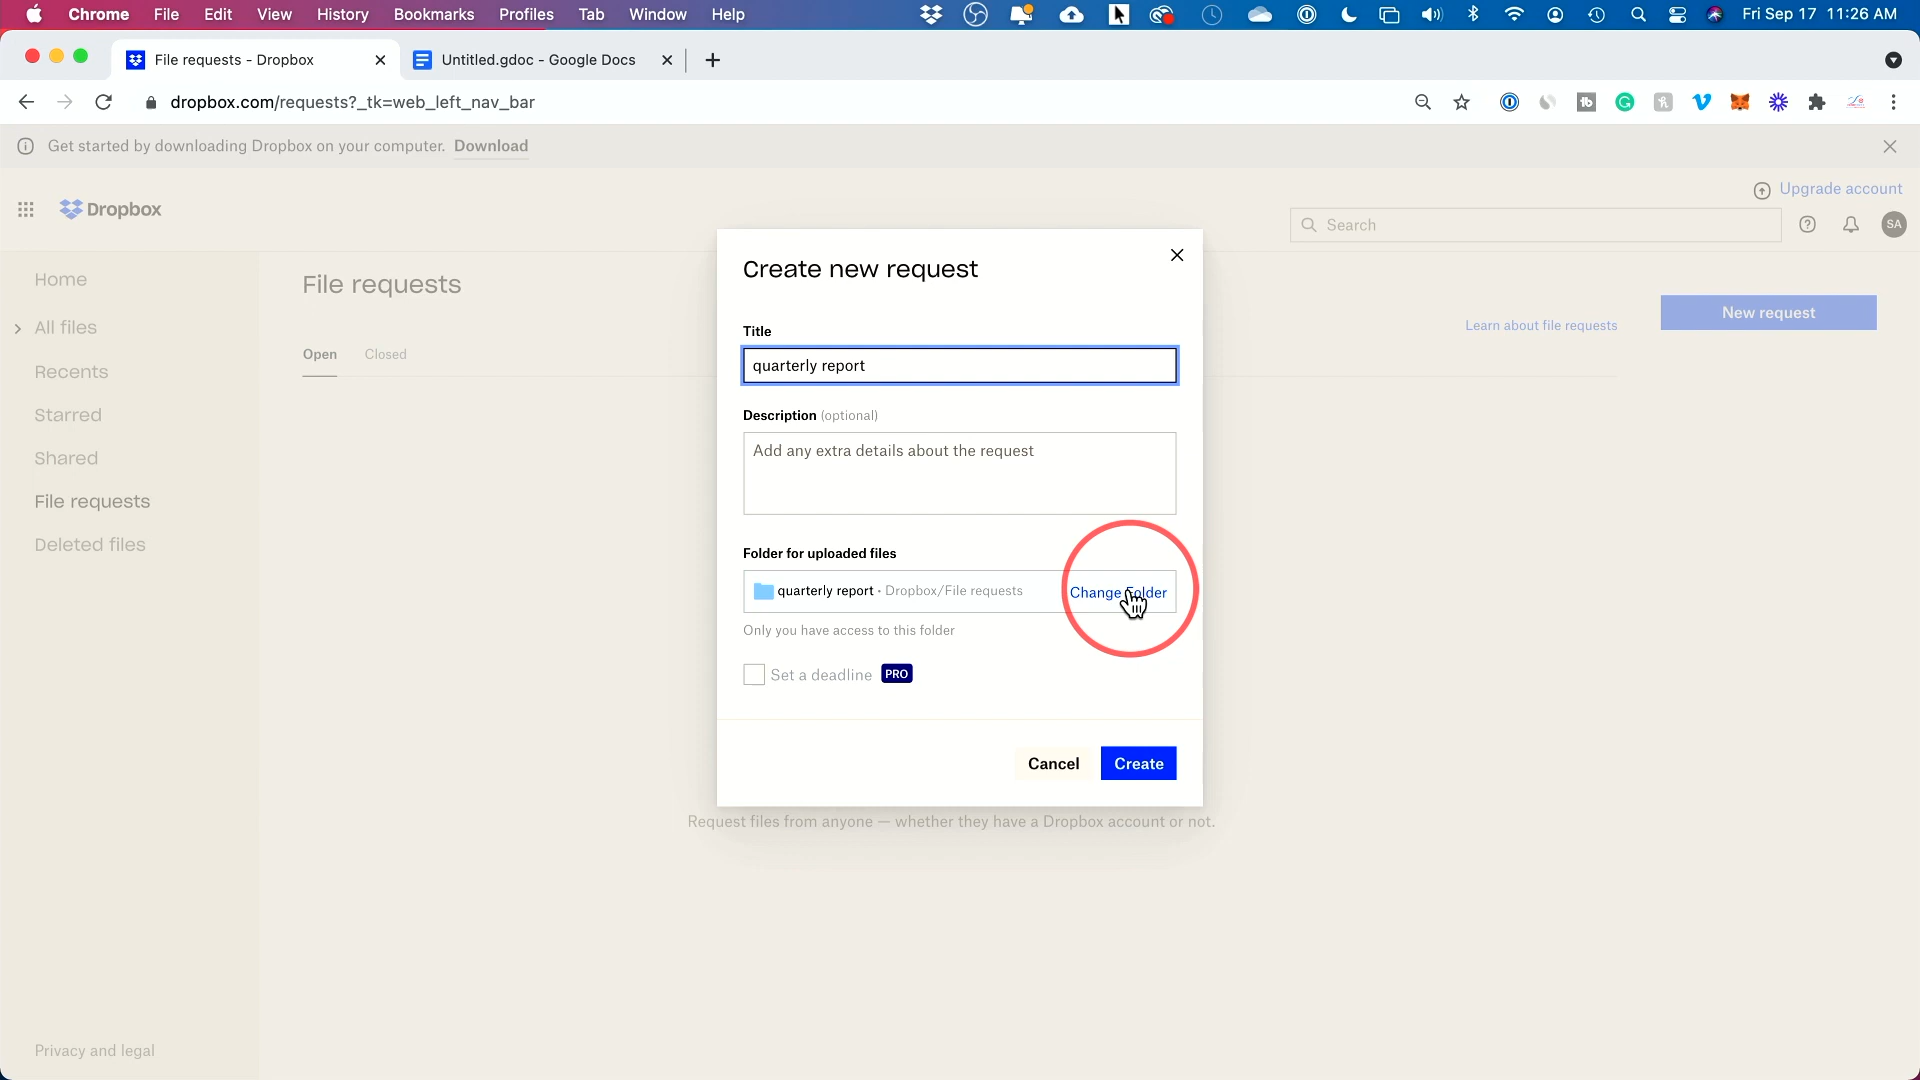 Chrome File Edit View History Bookmarks Profiles Tab Window Help Fri Sep 17 11:26 AM
File requests - Dropbox Untitled.gdoc - Google Docs
dropbox.com/requests?_tk=web_left_nav_bar
Get started by downloading Dropbox on your computer. Download
Upgrade account
Dropbox
Search
SA
Home
All files
Recents
Starred
Shared
File requests
Deleted files
Privacy and legal
File requests
Open Closed
Learn about file requests
New request
Create new request
Title
quarterly report
Description (optional)
Add any extra details about the request
Folder for uploaded files
quarterly report · Dropbox/File requests Change Folder
Only you have access to this folder
Set a deadline PRO
Cancel Create
Request files from anyone — whether they have a Dropbox account or not.